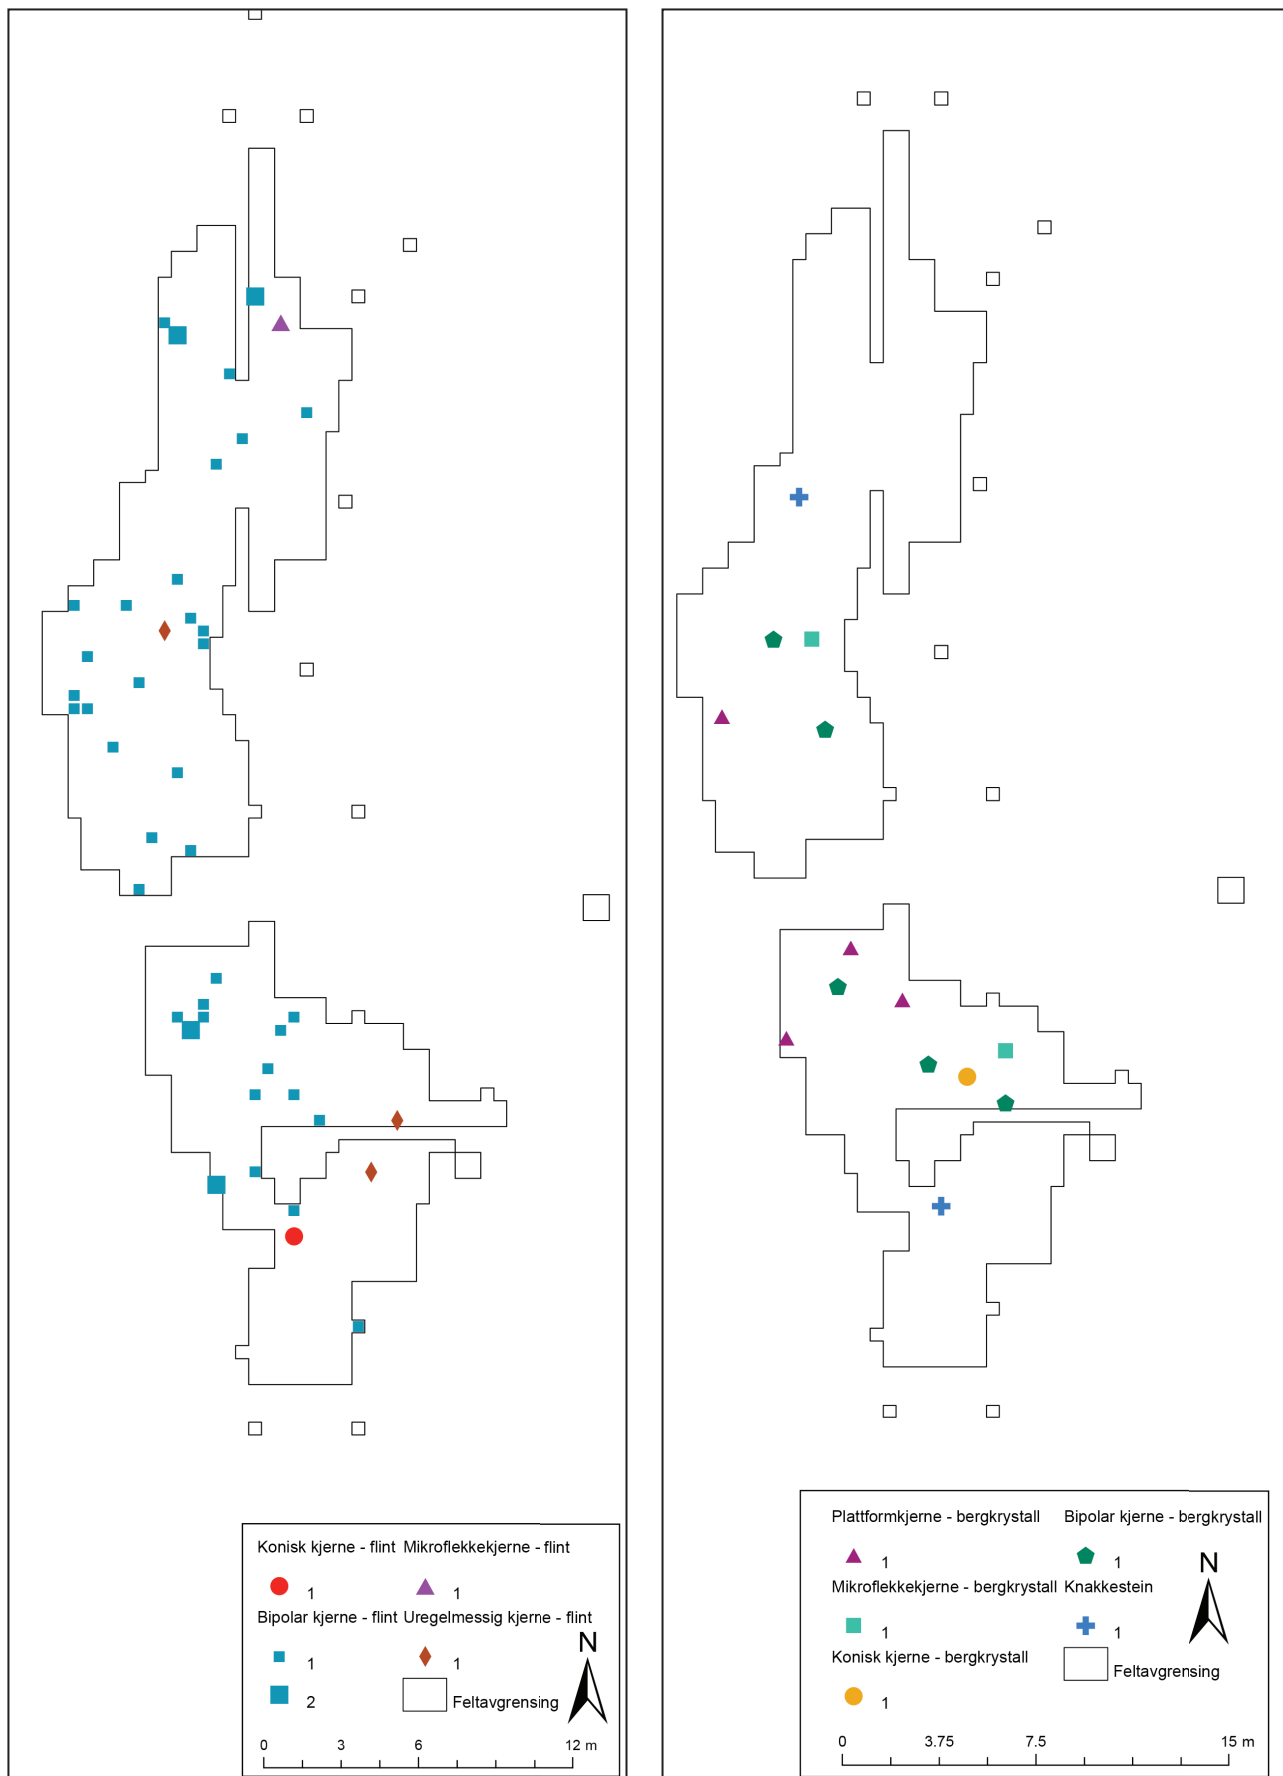 Konisk kjerne - flint Mikroflekkekjerne - flint
1 1
Bipolar kjerne - flint Uregelmessig kjerne - flint
1 1
2 Feltavgrensing
N
0 3 6 12 m
Plattformkjerne - bergkrystall Bipolar kjerne - bergkrystall
1 1
Mikroflekkekjerne - bergkrystall Knakkestein
1 1
Konisk kjerne - bergkrystall Feltavgrensing
1
N
0 3.75 7.5 15 m